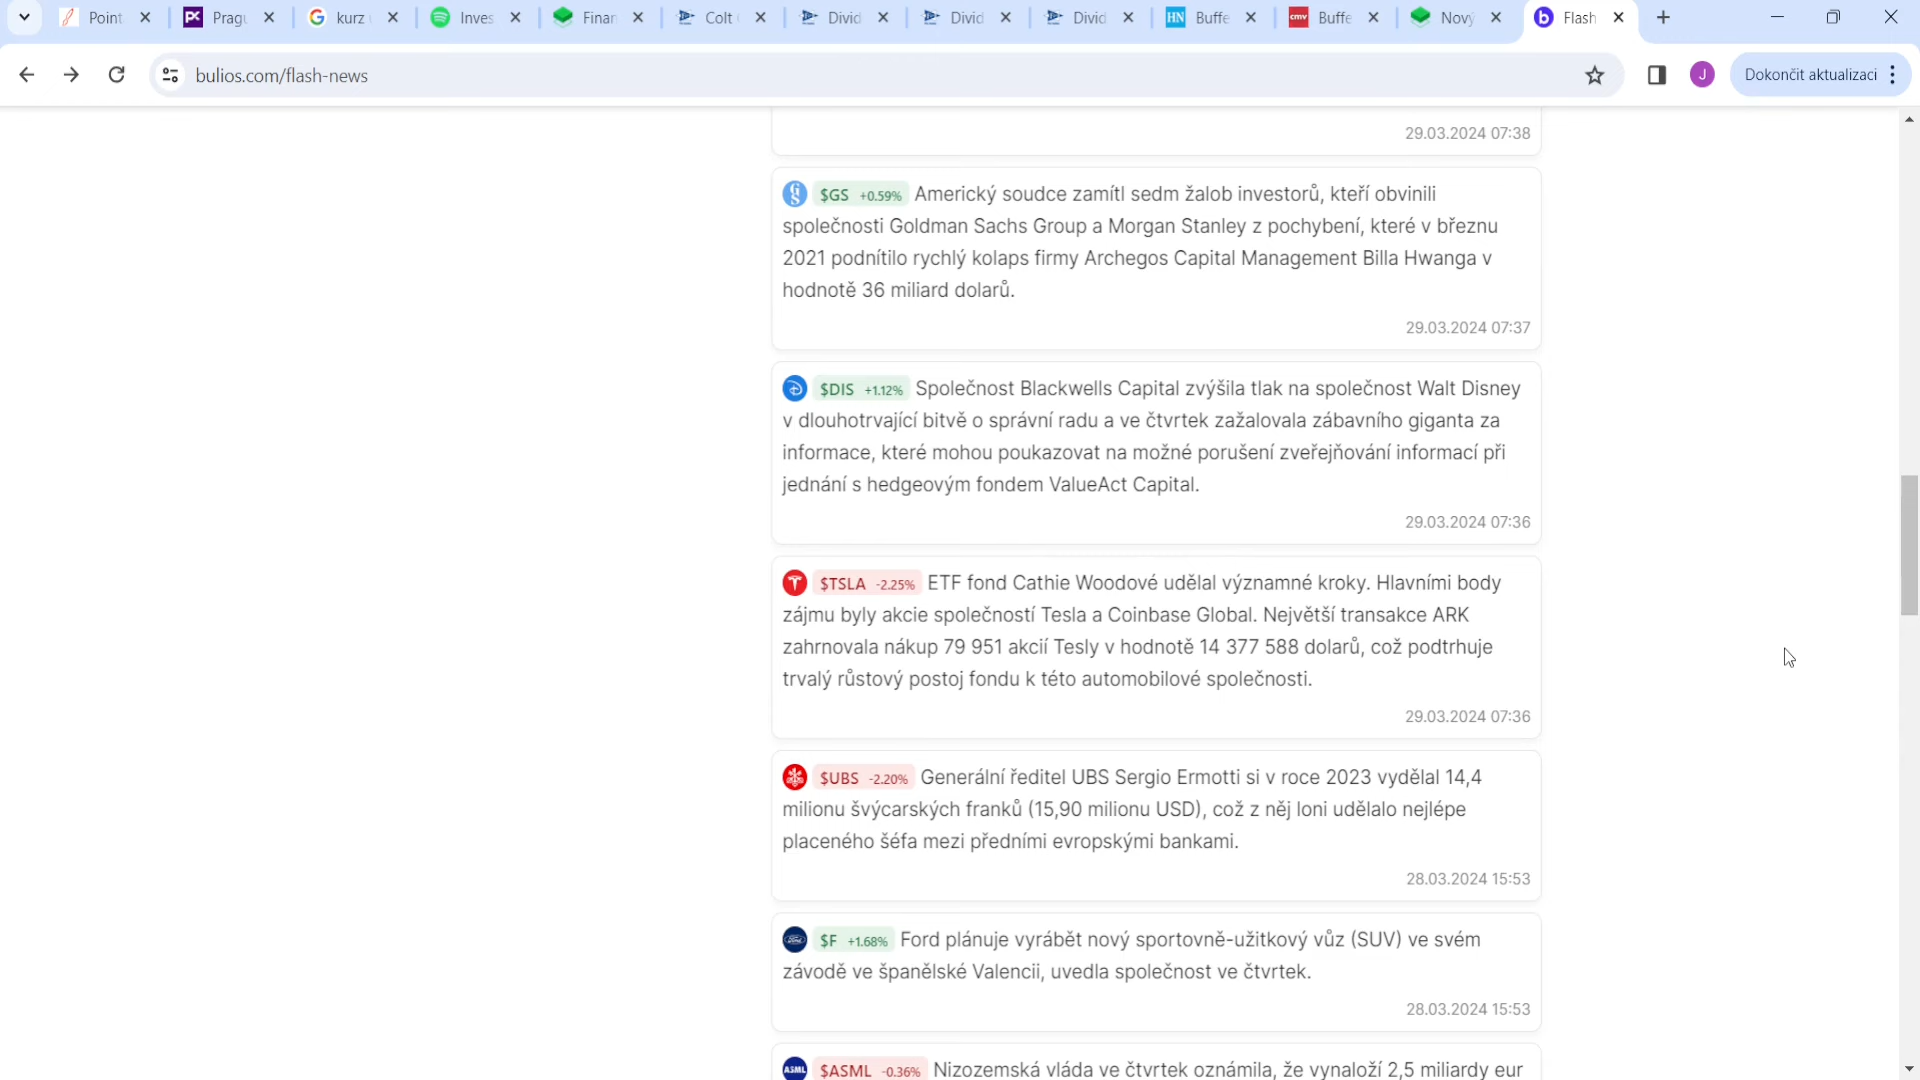 Point
Pragu
kurz
Inves
Finan
Colt
Divid
Divid
Divid
HN Buffe
cmv Buffe
Nový
Flash
bulios.com/flash-news
J
Dokončit aktualizaci
29.03.2024 07:38
$GS +0.59% Americký soudce zamítl sedm žalob investorů, kteří obvinili
společnosti Goldman Sachs Group a Morgan Stanley z pochybení, které v březnu
2021 podnítilo rychlý kolaps firmy Archegos Capital Management Billa Hwanga v
hodnotě 36 miliard dolarů.
29.03.2024 07:37
$DIS +1.12% Společnost Blackwells Capital zvýšila tlak na společnost Walt Disney
v dlouhotrvající bitvě o správní radu a ve čtvrtek zažalovala zábavního giganta za
informace, které mohou poukazovat na možné porušení zveřejňování informací při
jednání s hedgeovým fondem ValueAct Capital.
29.03.2024 07:36
$TSLA -2.25% ETF fond Cathie Woodové udělal významné kroky. Hlavními body
zájmu byly akcie společností Tesla a Coinbase Global. Největší transakce ARK
zahrnovala nákup 79 951 akcií Tesly v hodnotě 14 377 588 dolarů, což podtrhuje
trvalý růstový postoj fondu k této automobilové společnosti.
29.03.2024 07:36
$UBS -2.20% Generální ředitel UBS Sergio Ermotti si v roce 2023 vydělal 14,4
milionu švýcarských franků (15,90 milionu USD), což z něj loni udělalo nejlépe
placeného šéfa mezi předními evropskými bankami.
28.03.2024 15:53
$F +1.68% Ford plánuje vyrábět nový sportovně-užitkový vůz (SUV) ve svém
závodě ve španělské Valencii, uvedla společnost ve čtvrtek.
28.03.2024 15:53
ASML $ASML -0.36% Nizozemská vláda ve čtvrtek oznámila, že vynaloží 2,5 miliardy eur